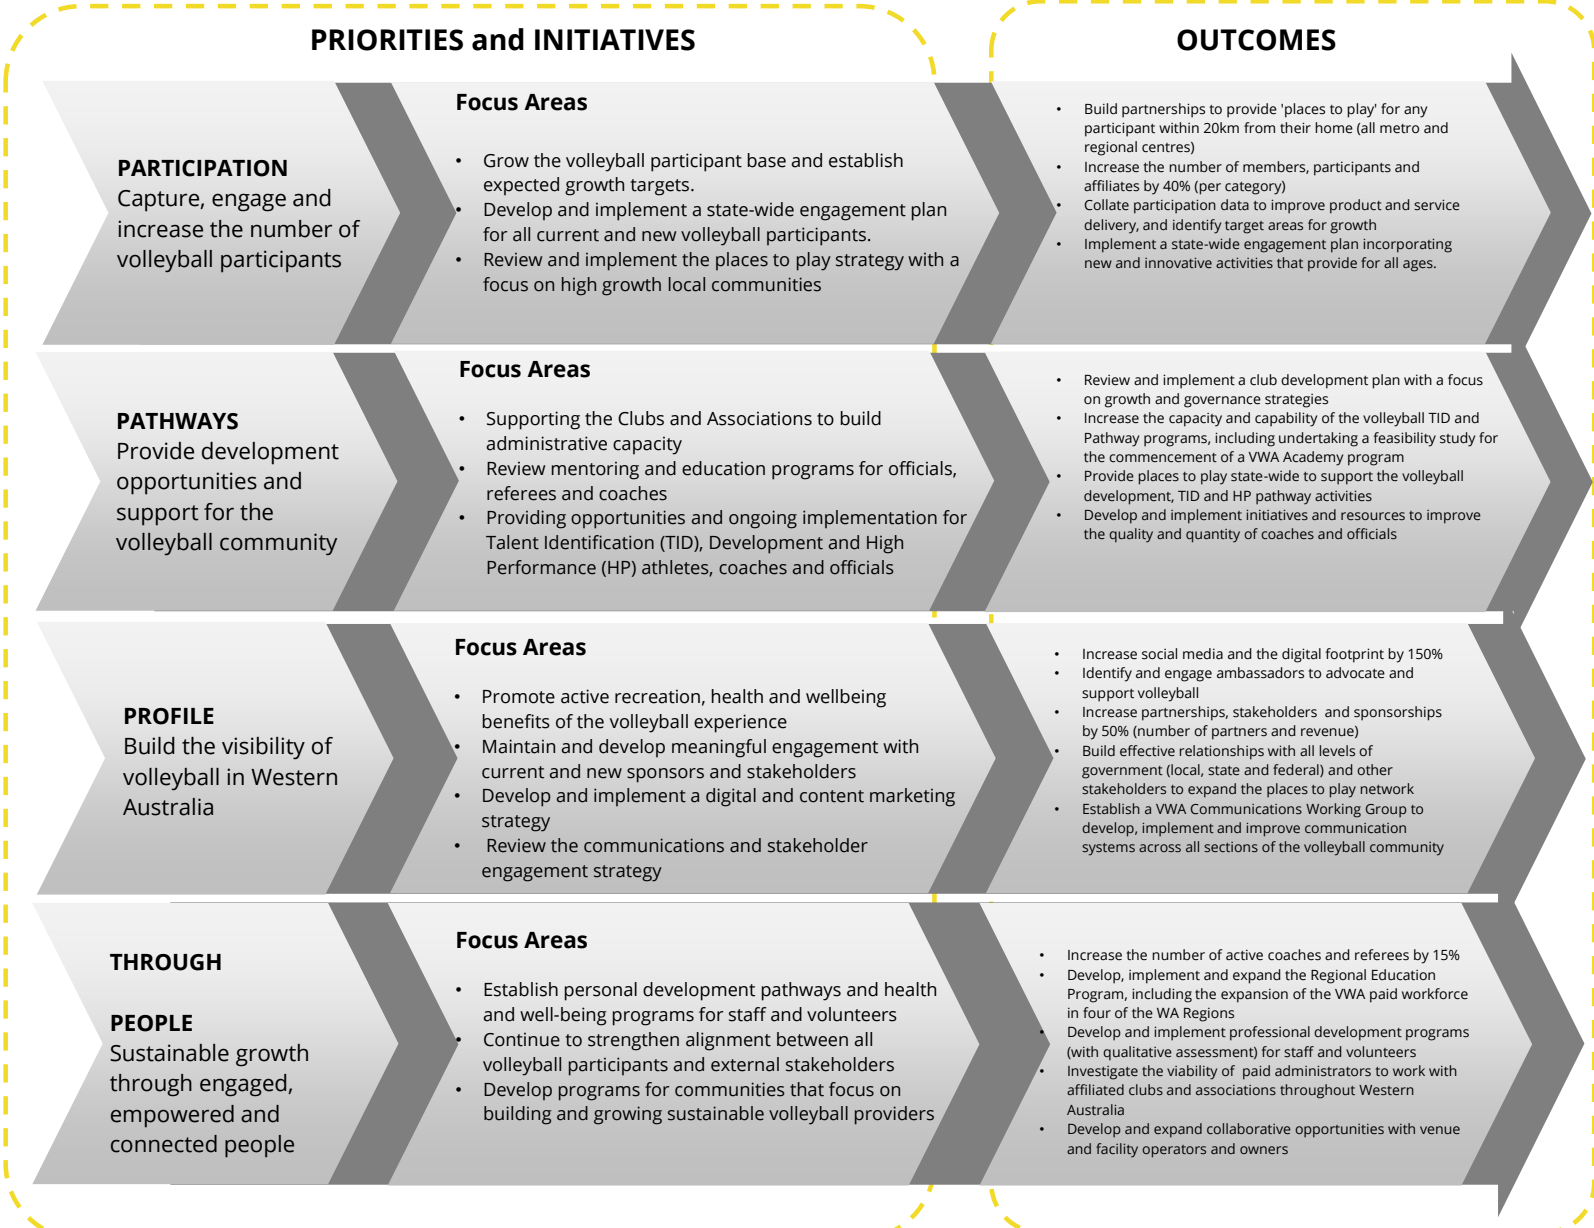 PRIORITIES and INITIATIVES
OUTCOMES
PARTICIPATION
Capture, engage and
increase the number of
volleyball participants
Focus Areas
• Grow the volleyball participant base and establish
expected growth targets.
• Develop and implement a state-wide engagement plan
for all current and new volleyball participants.
• Review and implement the places to play strategy with a
focus on high growth local communities
• Build partnerships to provide 'places to play' for any
participant within 20km from their home (all metro and
regional centres)
• Increase the number of members, participants and
affiliates by 40% (per category)
• Collate participation data to improve product and service
delivery, and identify target areas for growth
• Implement a state-wide engagement plan incorporating
new and innovative activities that provide for all ages.
PATHWAYS
Provide development
opportunities and
support for the
volleyball community
Focus Areas
• Supporting the Clubs and Associations to build
administrative capacity
• Review mentoring and education programs for officials,
referees and coaches
• Providing opportunities and ongoing implementation for
Talent Identification (TID), Development and High
Performance (HP) athletes, coaches and officials
• Review and implement a club development plan with a focus
on growth and governance strategies
• Increase the capacity and capability of the volleyball TID and
Pathway programs, including undertaking a feasibility study for
the commencement of a VWA Academy program
• Provide places to play state-wide to support the volleyball
development, TID and HP pathway activities
• Develop and implement initiatives and resources to improve
the quality and quantity of coaches and officials
PROFILE
Build the visibility of
volleyball in Western
Australia
Focus Areas
• Promote active recreation, health and wellbeing
benefits of the volleyball experience
• Maintain and develop meaningful engagement with
current and new sponsors and stakeholders
• Develop and implement a digital and content marketing
strategy
• Review the communications and stakeholder
engagement strategy
• Increase social media and the digital footprint by 150%
• Identify and engage ambassadors to advocate and
support volleyball
• Increase partnerships, stakeholders and sponsorships
by 50% (number of partners and revenue)
• Build effective relationships with all levels of
government (local, state and federal) and other
stakeholders to expand the places to play network
• Establish a VWA Communications Working Group to
develop, implement and improve communication
systems across all sections of the volleyball community
THROUGH
PEOPLE
Sustainable growth
through engaged,
empowered and
connected people
Focus Areas
• Establish personal development pathways and health
and well-being programs for staff and volunteers
• Continue to strengthen alignment between all
volleyball participants and external stakeholders
• Develop programs for communities that focus on
building and growing sustainable volleyball providers
• Increase the number of active coaches and referees by 15%
• Develop, implement and expand the Regional Education
Program, including the expansion of the VWA paid workforce
in four of the WA Regions
• Develop and implement professional development programs
(with qualitative assessment) for staff and volunteers
• Investigate the viability of paid administrators to work with
affiliated clubs and associations throughout Western
Australia
• Develop and expand collaborative opportunities with venue
and facility operators and owners